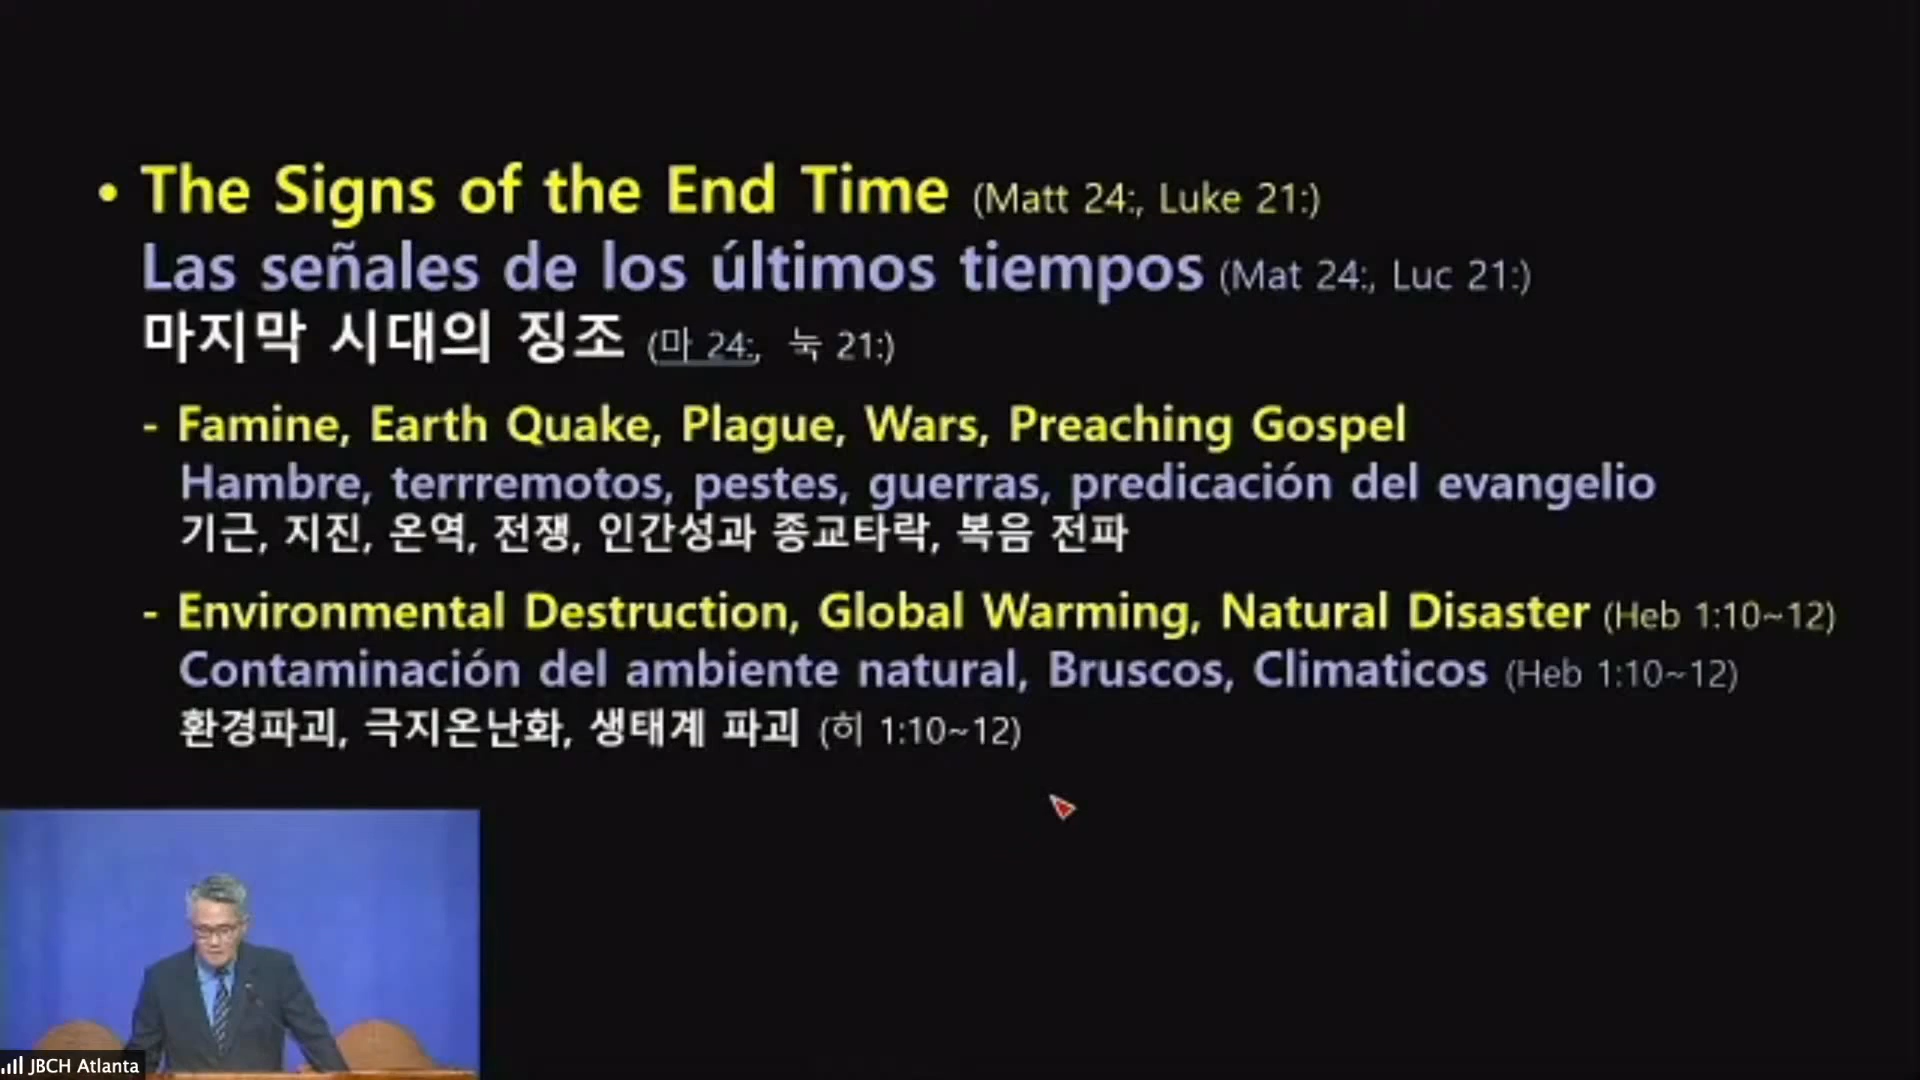 • The Signs of the End Time (Matt 24:, Luke 21:)
Las señales de los últimos tiempos (Mat 24:, Luc 21:)
마지막 시대의 징조 (마 24:, 눅 21:)
- Famine, Earth Quake, Plague, Wars, Preaching Gospel
Hambre, terrremotos, pestes, guerras, predicación del evangelio
기근, 지진, 온역, 전쟁, 인간성과 종교타락, 복음 전파
- Environmental Destruction, Global Warming, Natural Disaster (Heb 1:10~12)
Contaminación del ambiente natural, Bruscos, Climaticos (Heb 1:10~12)
환경파괴, 극지온난화, 생태계 파괴 (히 1:10~12)
JBCH Atlanta